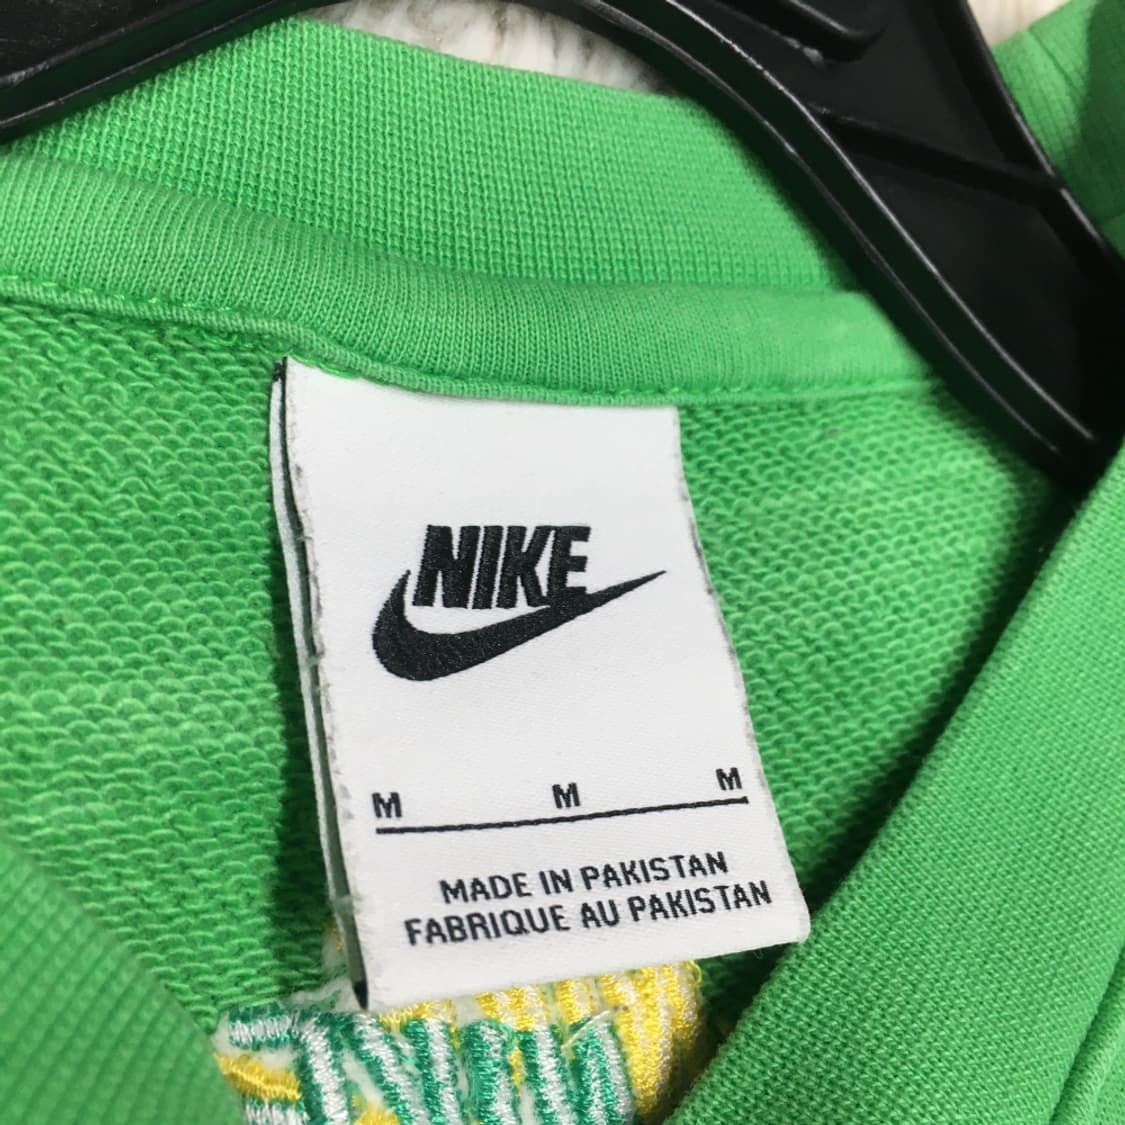 NIKE
M M M
MADE IN PAKISTAN
FABRIQUE AU PAKISTAN